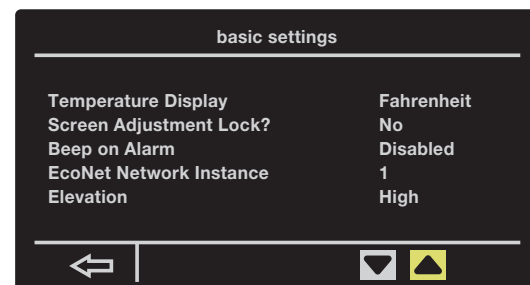 basic settings
Temperature Display Fahrenheit
Screen Adjustment Lock? No
Beep on Alarm Disabled
EcoNet Network Instance 1
Elevation High